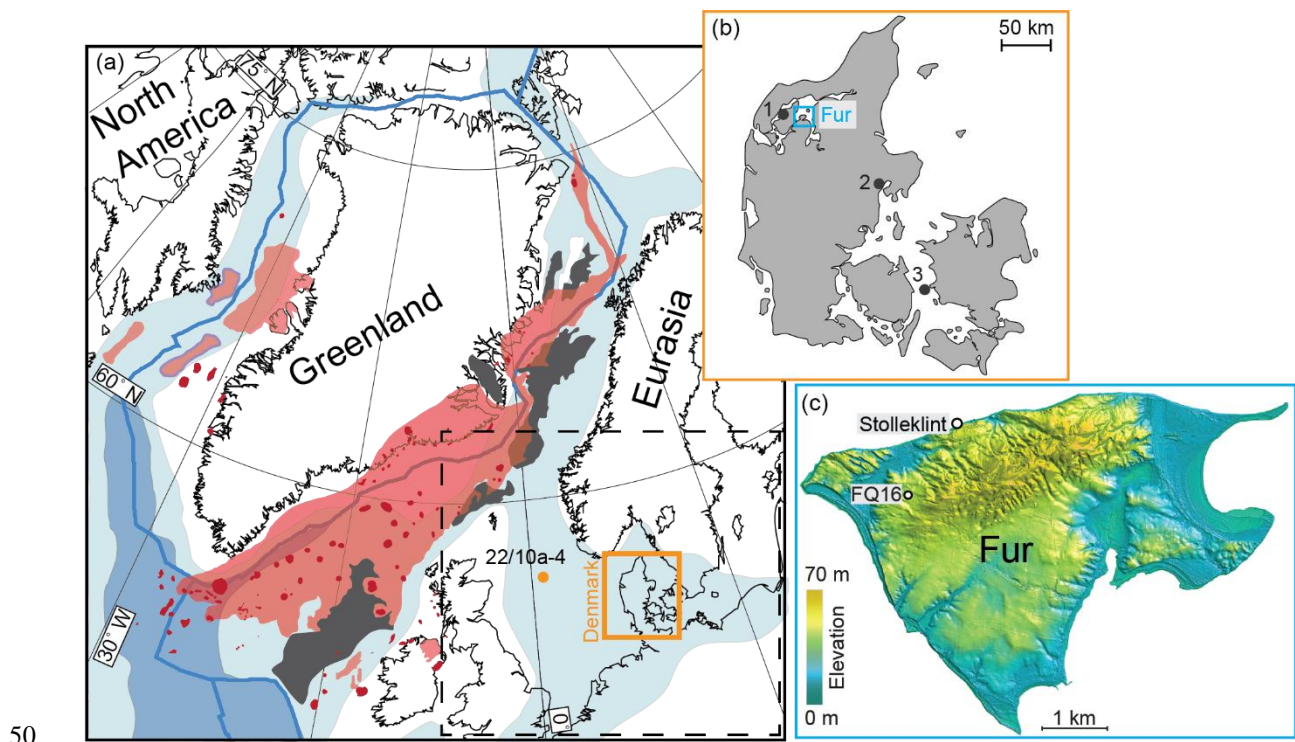 (a)
North
America
75° N
Greenland
Eurasia
60° N
30° W
22/10a-4
Denmark
0°
(b)
50 km
1
Fur
2
3
(c)
Stolleklint
FQ16
Fur
70 m
Elevation
0 m
1 km
50